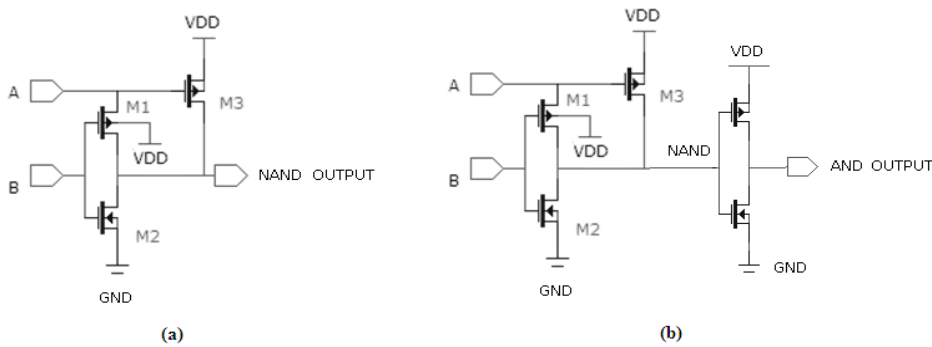 VDD
A
M3
M1
VDD
B
NAND OUTPUT
M2
GND
(a)
VDD
VDD
A
M3
M1
VDD
NAND
B
AND OUTPUT
M2
GND
GND
(b)